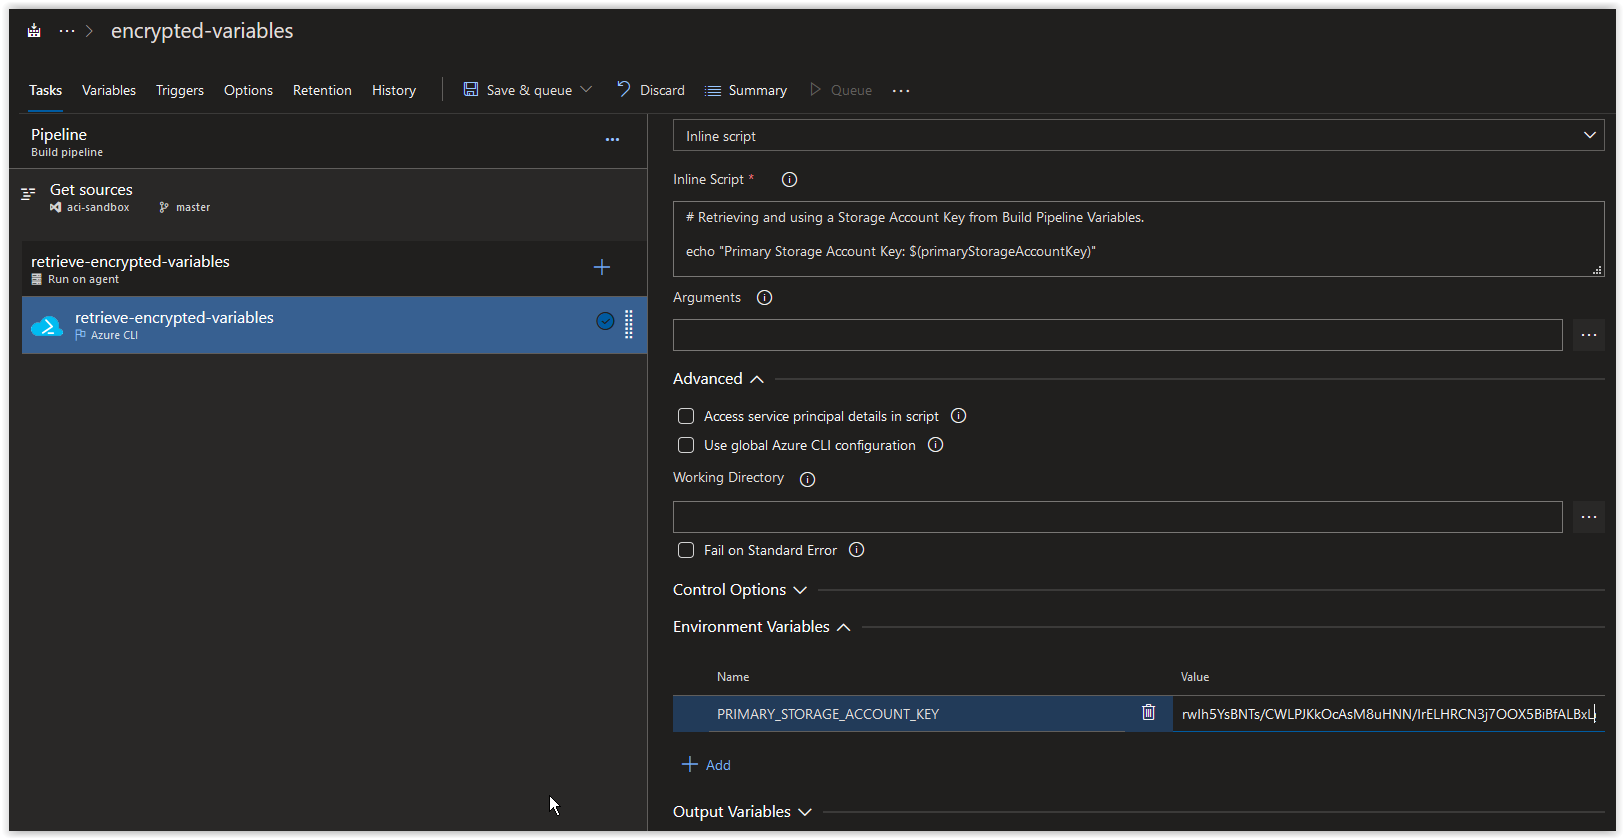 encrypted-variables
Tasks Variables Triggers Options Retention History Save & queue Discard Summary Queue
Pipeline
Build pipeline
Get sources
aci-sandbox master
retrieve-encrypted-variables
Run on agent
retrieve-encrypted-variables
Azure CLI
Inline script
Inline Script *
# Retrieving and using a Storage Account Key from Build Pipeline Variables.
echo "Primary Storage Account Key: $(primaryStorageAccountKey)"
Arguments
Advanced
Access service principal details in script
Use global Azure CLI configuration
Working Directory
Fail on Standard Error
Control Options
Environment Variables
Name Value
PRIMARY_STORAGE_ACCOUNT_KEY
Add
Output Variables